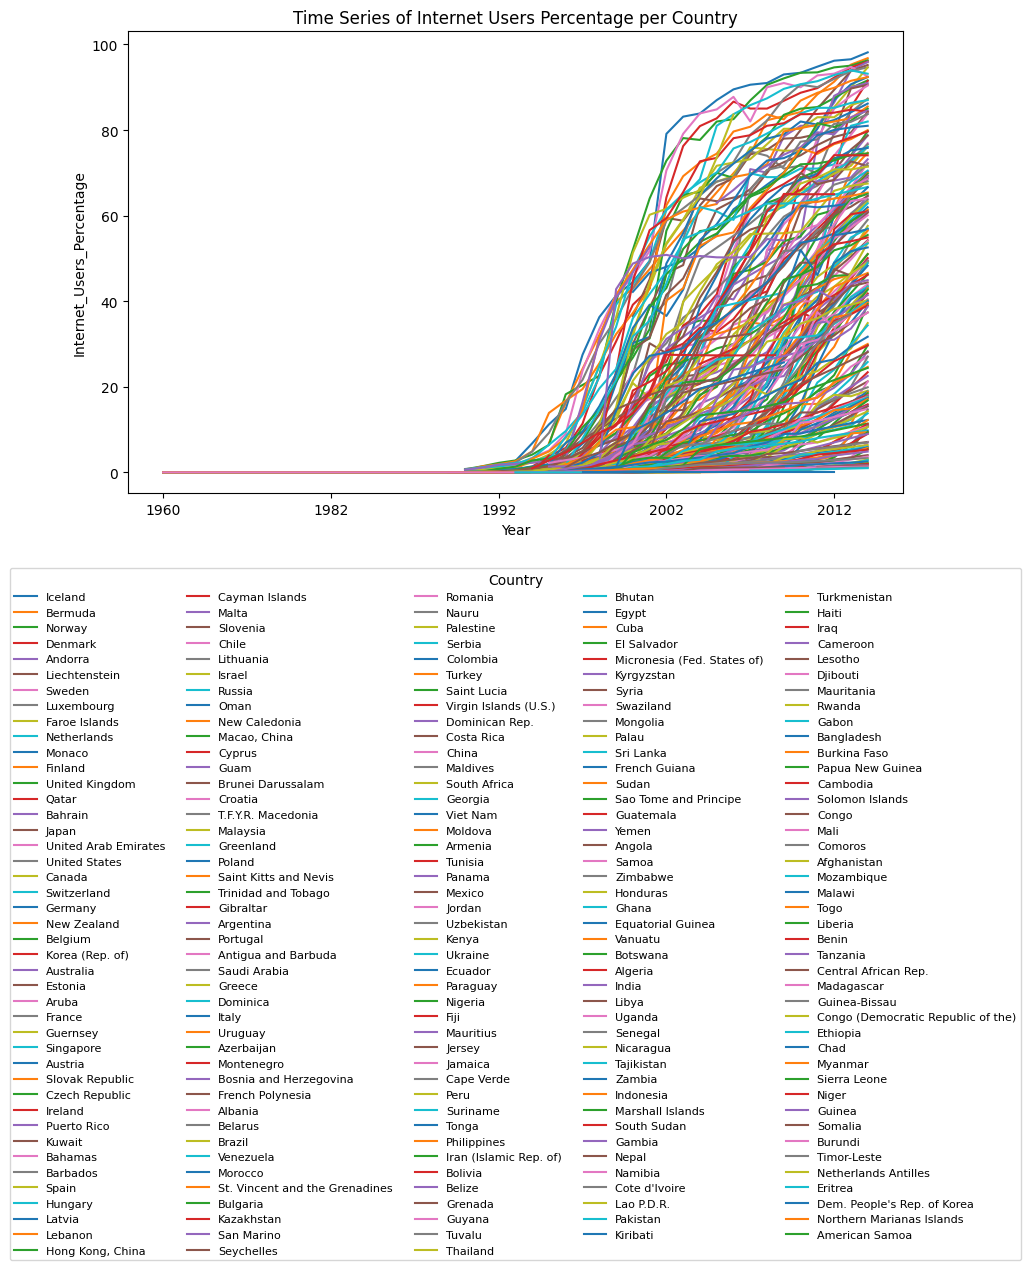 Time Series of Internet Users Percentage per Country
100
80
60
40
20
0
Internet_Users_Percentage
1960
1982
1992
2002
2012
Year
Country
Iceland
Bermuda
Norway
Denmark
Andorra
Liechtenstein
Sweden
Luxembourg
Faroe Islands
Netherlands
Monaco
Finland
United Kingdom
Qatar
Bahrain
Japan
United Arab Emirates
United States
Canada
Switzerland
Germany
New Zealand
Belgium
Korea (Rep. of)
Australia
Estonia
Aruba
France
Guernsey
Singapore
Austria
Slovak Republic
Czech Republic
Ireland
Puerto Rico
Kuwait
Bahamas
Barbados
Spain
Hungary
Latvia
Lebanon
Hong Kong, China
Cayman Islands
Malta
Slovenia
Chile
Lithuania
Israel
Russia
Oman
New Caledonia
Macao, China
Cyprus
Guam
Brunei Darussalam
Croatia
T.F.Y.R. Macedonia
Malaysia
Greenland
Poland
Saint Kitts and Nevis
Trinidad and Tobago
Gibraltar
Argentina
Portugal
Antigua and Barbuda
Saudi Arabia
Greece
Dominica
Italy
Uruguay
Azerbaijan
Montenegro
Bosnia and Herzegovina
French Polynesia
Albania
Belarus
Brazil
Venezuela
Morocco
St. Vincent and the Grenadines
Bulgaria
Kazakhstan
San Marino
Seychelles
Romania
Nauru
Palestine
Serbia
Colombia
Turkey
Saint Lucia
Virgin Islands (U.S.)
Dominican Rep.
Costa Rica
China
Maldives
South Africa
Georgia
Viet Nam
Moldova
Armenia
Tunisia
Panama
Mexico
Jordan
Uzbekistan
Kenya
Ukraine
Ecuador
Paraguay
Nigeria
Fiji
Mauritius
Jersey
Jamaica
Cape Verde
Peru
Suriname
Tonga
Philippines
Iran (Islamic Rep. of)
Bolivia
Belize
Grenada
Guyana
Tuvalu
Thailand
Bhutan
Egypt
Cuba
El Salvador
Micronesia (Fed. States of)
Kyrgyzstan
Syria
Swaziland
Mongolia
Palau
Sri Lanka
French Guiana
Sudan
Sao Tome and Principe
Guatemala
Yemen
Angola
Samoa
Zimbabwe
Honduras
Ghana
Equatorial Guinea
Vanuatu
Botswana
Algeria
India
Libya
Uganda
Senegal
Nicaragua
Tajikistan
Zambia
Indonesia
Marshall Islands
South Sudan
Gambia
Nepal
Namibia
Cote d'Ivoire
Lao P.D.R.
Pakistan
Kiribati
Turkmenistan
Haiti
Iraq
Cameroon
Lesotho
Djibouti
Mauritania
Rwanda
Gabon
Bangladesh
Burkina Faso
Papua New Guinea
Cambodia
Solomon Islands
Congo
Mali
Comoros
Afghanistan
Mozambique
Malawi
Togo
Liberia
Benin
Tanzania
Central African Rep.
Madagascar
Guinea-Bissau
Congo (Democratic Republic of the)
Ethiopia
Chad
Myanmar
Sierra Leone
Niger
Guinea
Somalia
Burundi
Timor-Leste
Netherlands Antilles
Eritrea
Dem. People's Rep. of Korea
Northern Marianas Islands
American Samoa